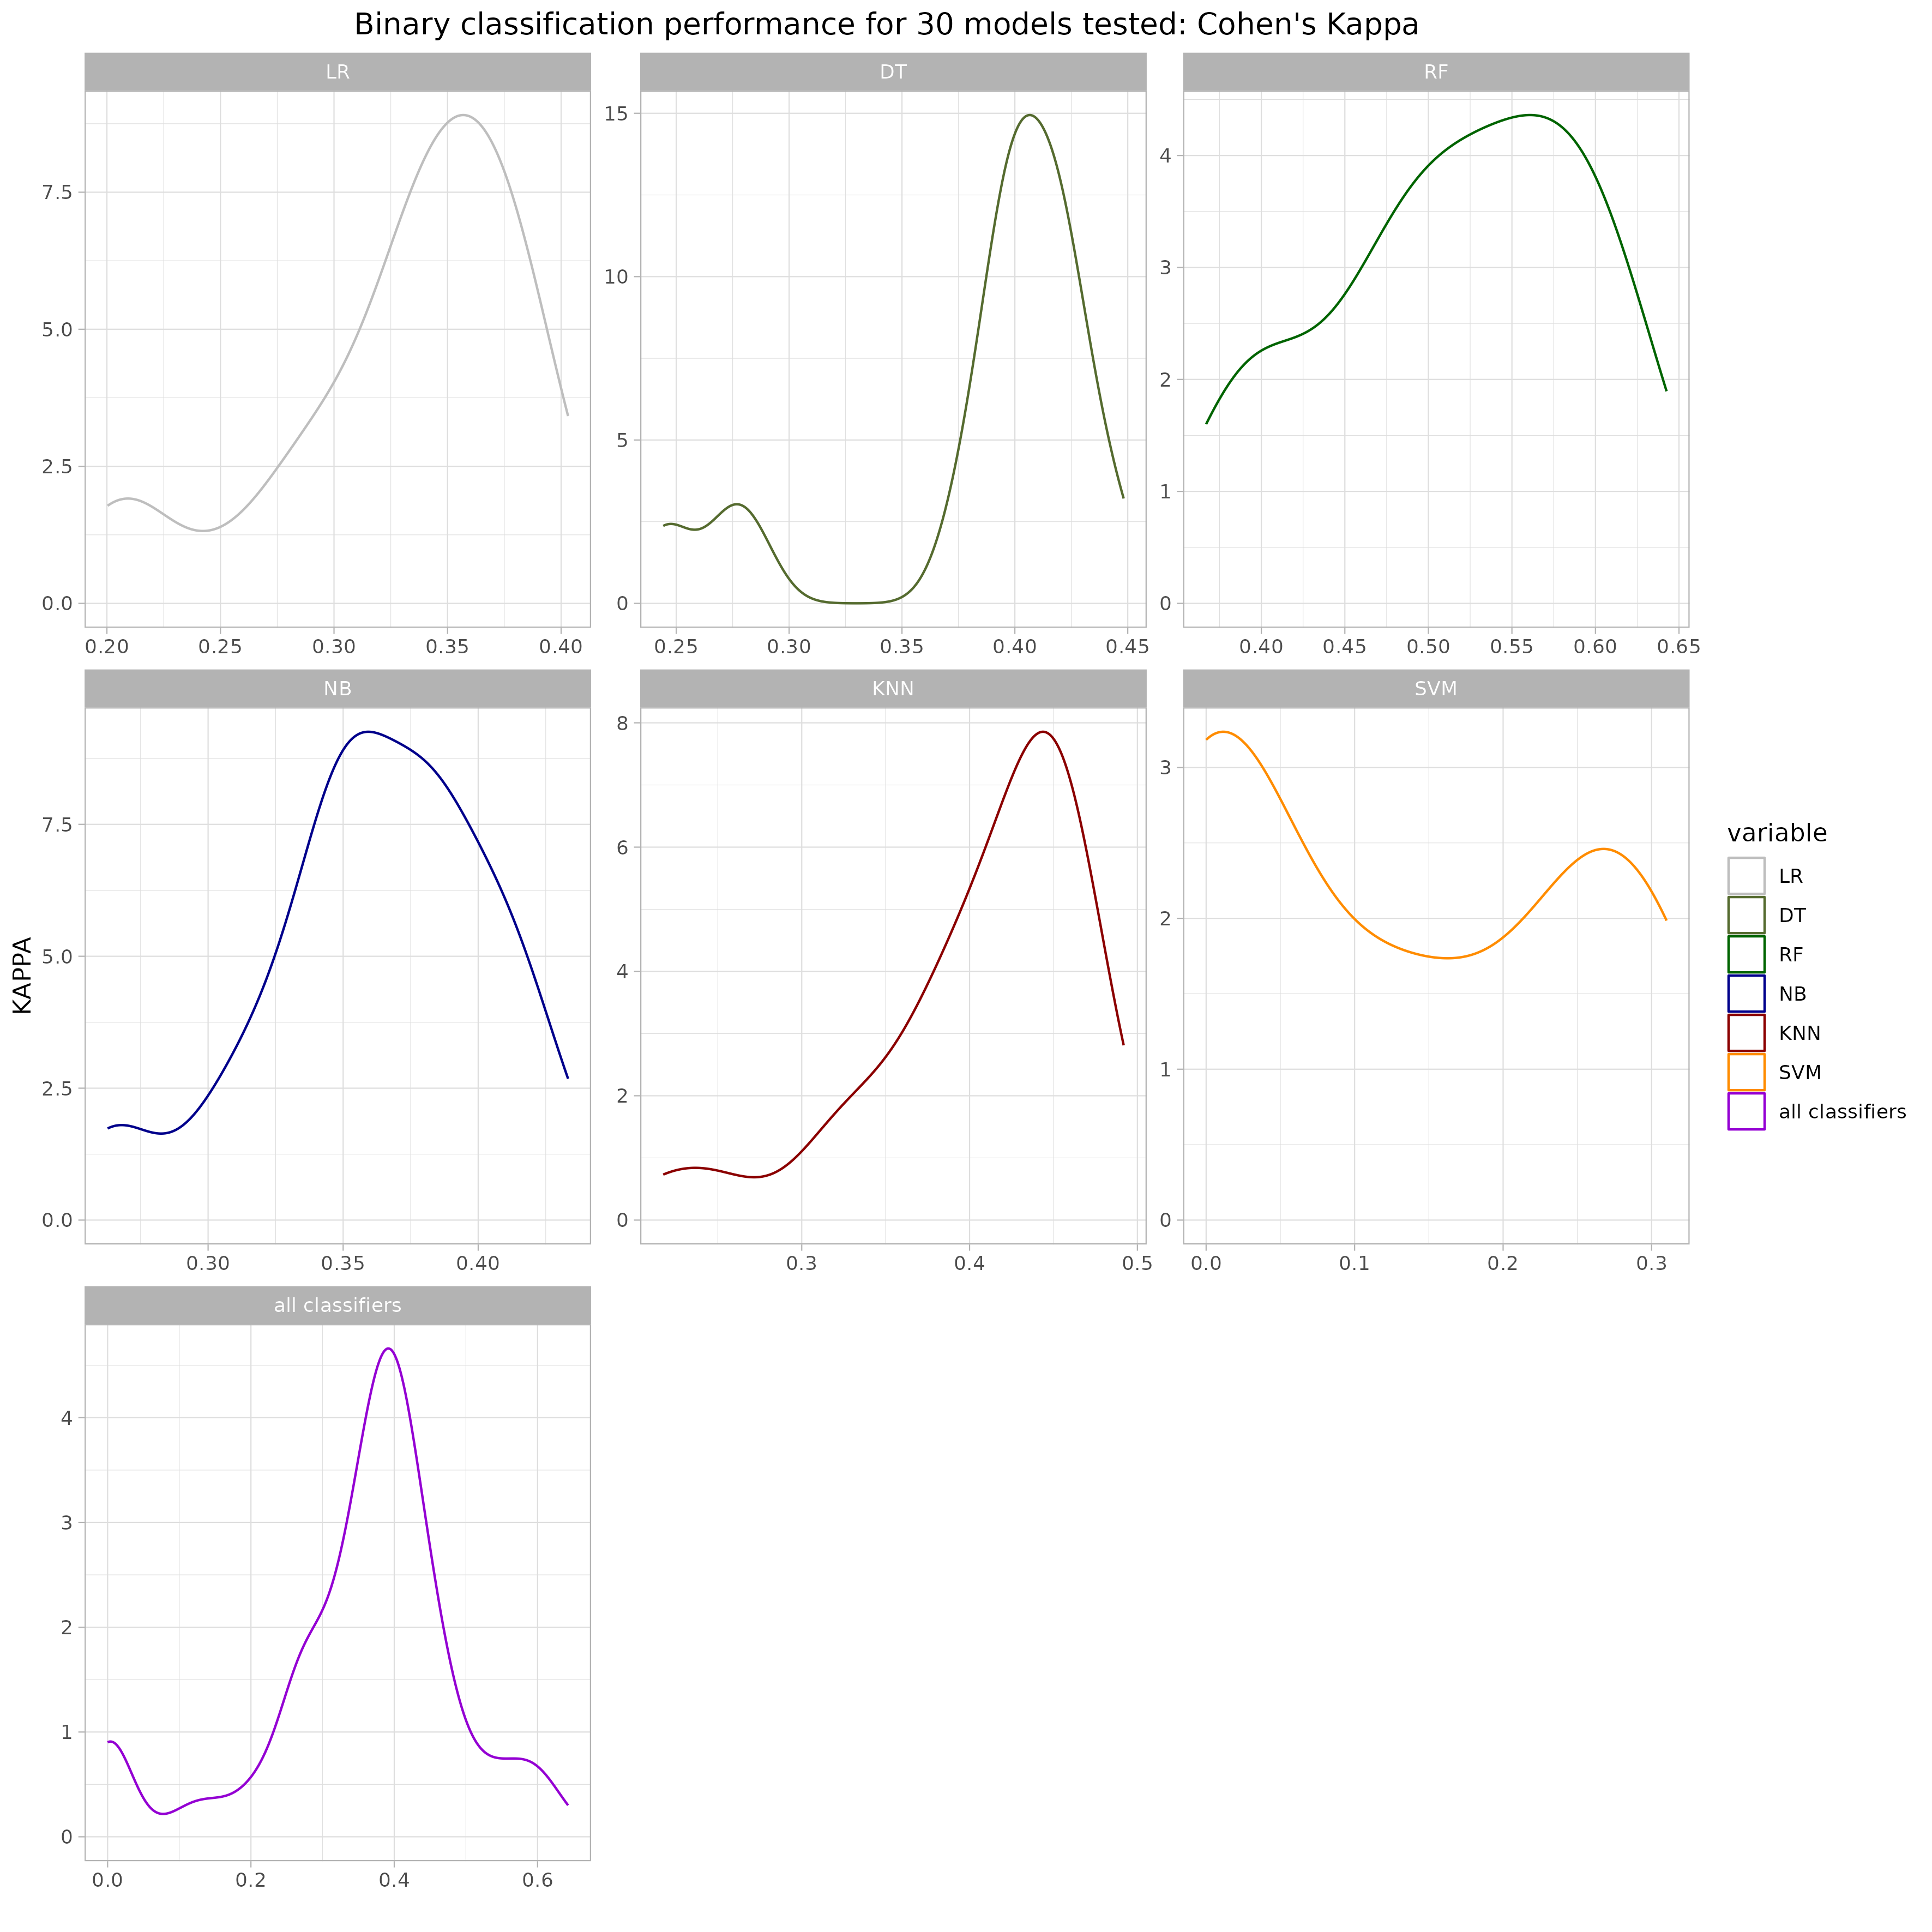 Binary classification performance for 30 models tested: Cohen's Kappa
LR
DT
RF
7.5
5.0
2.5
0.0
15
10
5
0
4
3
2
1
0
0.20 0.25 0.30 0.35 0.40
0.25 0.30 0.35 0.40 0.45
0.40 0.45 0.50 0.55 0.60 0.65
NB
KNN
SVM
7.5
5.0
2.5
0.0
8
6
4
2
0
3
2
1
0
0.30 0.35 0.40
0.3 0.4 0.5
0.0 0.1 0.2 0.3
KAPPA
all classifiers
4
3
2
1
0
0.0 0.2 0.4 0.6
variable
LR
DT
RF
NB
KNN
SVM
all classifiers